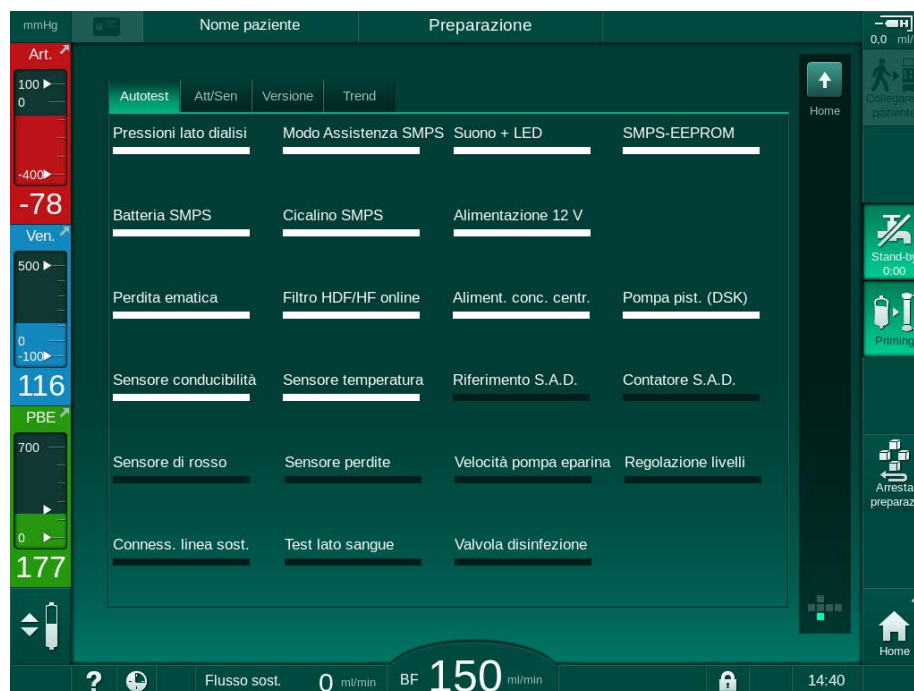 mmHg
Nome paziente
Preparazione
0,0 ml/
Art.
100
0
-400
-78
Ven.
500
0
-100
116
PBE
700
0
177
Autotest Att/Sen Versione Trend
Home
Collegare
paziente
Pressioni lato dialisi Modo Assistenza SMPS Suono + LED SMPS-EEPROM
Batteria SMPS Cicalino SMPS Alimentazione 12 V
Perdita ematica Filtro HDF/HF online Aliment. conc. centr. Pompa pist. (DSK)
Sensore conducibilità Sensore temperatura Riferimento S.A.D. Contatore S.A.D.
Sensore di rosso Sensore perdite Velocità pompa eparina Regolazione livelli
Conness. linea sost. Test lato sangue Valvola disinfezione
Stand-by
0:00
Priming
Arresta
preparaz
Home
? Flusso sost. 0 ml/min BF 150 ml/min 14:40